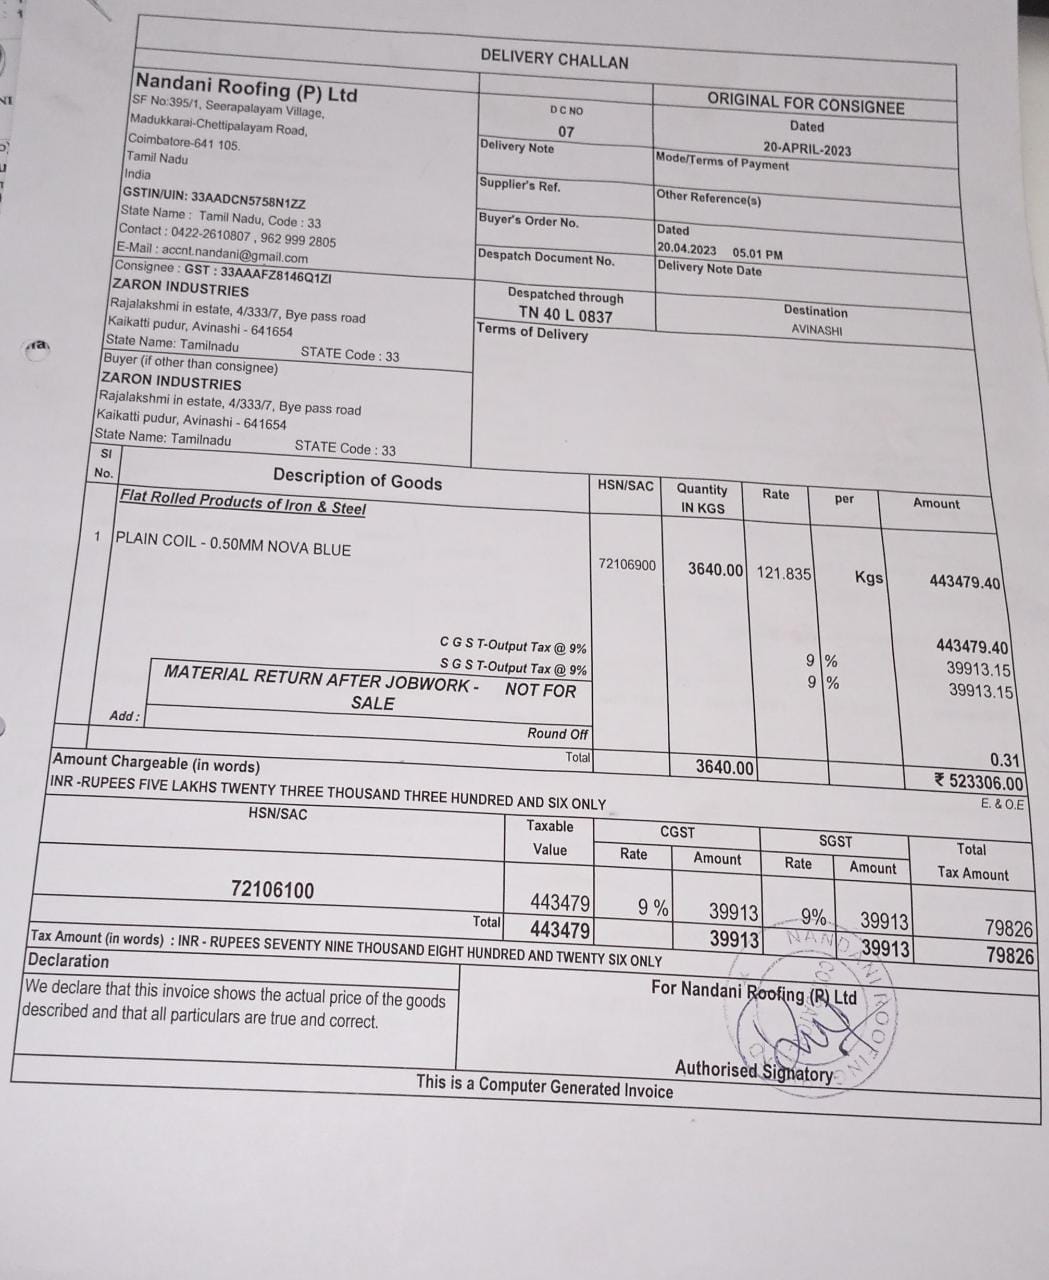 DELIVERY CHALLAN
Nandani Roofing (P) Ltd
SF No:395/1, Seerapalayam Village,
Madukkarai-Chettipalayam Road,
Coimbatore-641 105.
Tamil Nadu
India
GSTIN/UIN: 33AADCN5758N1ZZ
State Name : Tamil Nadu, Code : 33
Contact : 0422-2610807 , 962 999 2805
E-Mail : accnt.nandani@gmail.com
D C NO
07
ORIGINAL FOR CONSIGNEE
Dated
20-APRIL-2023
Delivery Note
Mode/Terms of Payment
Supplier's Ref.
Other Reference(s)
Buyer's Order No.
Dated
20.04.2023 05.01 PM
Despatch Document No.
Delivery Note Date
Despatched through
TN 40 L 0837
Destination
AVINASHI
Terms of Delivery
Consignee : GST : 33AAAFZ8146Q1ZI
ZARON INDUSTRIES
Rajalakshmi in estate, 4/333/7, Bye pass road
Kaikatti pudur, Avinashi - 641654
State Name: Tamilnadu STATE Code : 33
Buyer (if other than consignee)
ZARON INDUSTRIES
Rajalakshmi in estate, 4/333/7, Bye pass road
Kaikatti pudur, Avinashi - 641654
State Name: Tamilnadu STATE Code : 33
SI No. Description of Goods HSN/SAC Quantity IN KGS Rate per Amount
Flat Rolled Products of Iron & Steel
1 PLAIN COIL - 0.50MM NOVA BLUE 72106900 3640.00 121.835 Kgs 443479.40
443479.40
C G S T-Output Tax @ 9% 9 % 39913.15
S G S T-Output Tax @ 9% 9 % 39913.15
MATERIAL RETURN AFTER JOBWORK - NOT FOR
SALE
Add :
Round Off 0.31
Total 3640.00 ₹ 523306.00
Amount Chargeable (in words) E. & O.E
INR -RUPEES FIVE LAKHS TWENTY THREE THOUSAND THREE HUNDRED AND SIX ONLY
HSN/SAC Taxable Value CGST SGST Total Tax Amount
Rate Amount Rate Amount
72106100 443479 9 % 39913 9% 39913 79826
Total 443479 39913 39913 79826
Tax Amount (in words) : INR - RUPEES SEVENTY NINE THOUSAND EIGHT HUNDRED AND TWENTY SIX ONLY
Declaration
We declare that this invoice shows the actual price of the goods
described and that all particulars are true and correct.
For Nandani Roofing (P) Ltd
NANDANI ROOFING
Authorised Signatory
This is a Computer Generated Invoice